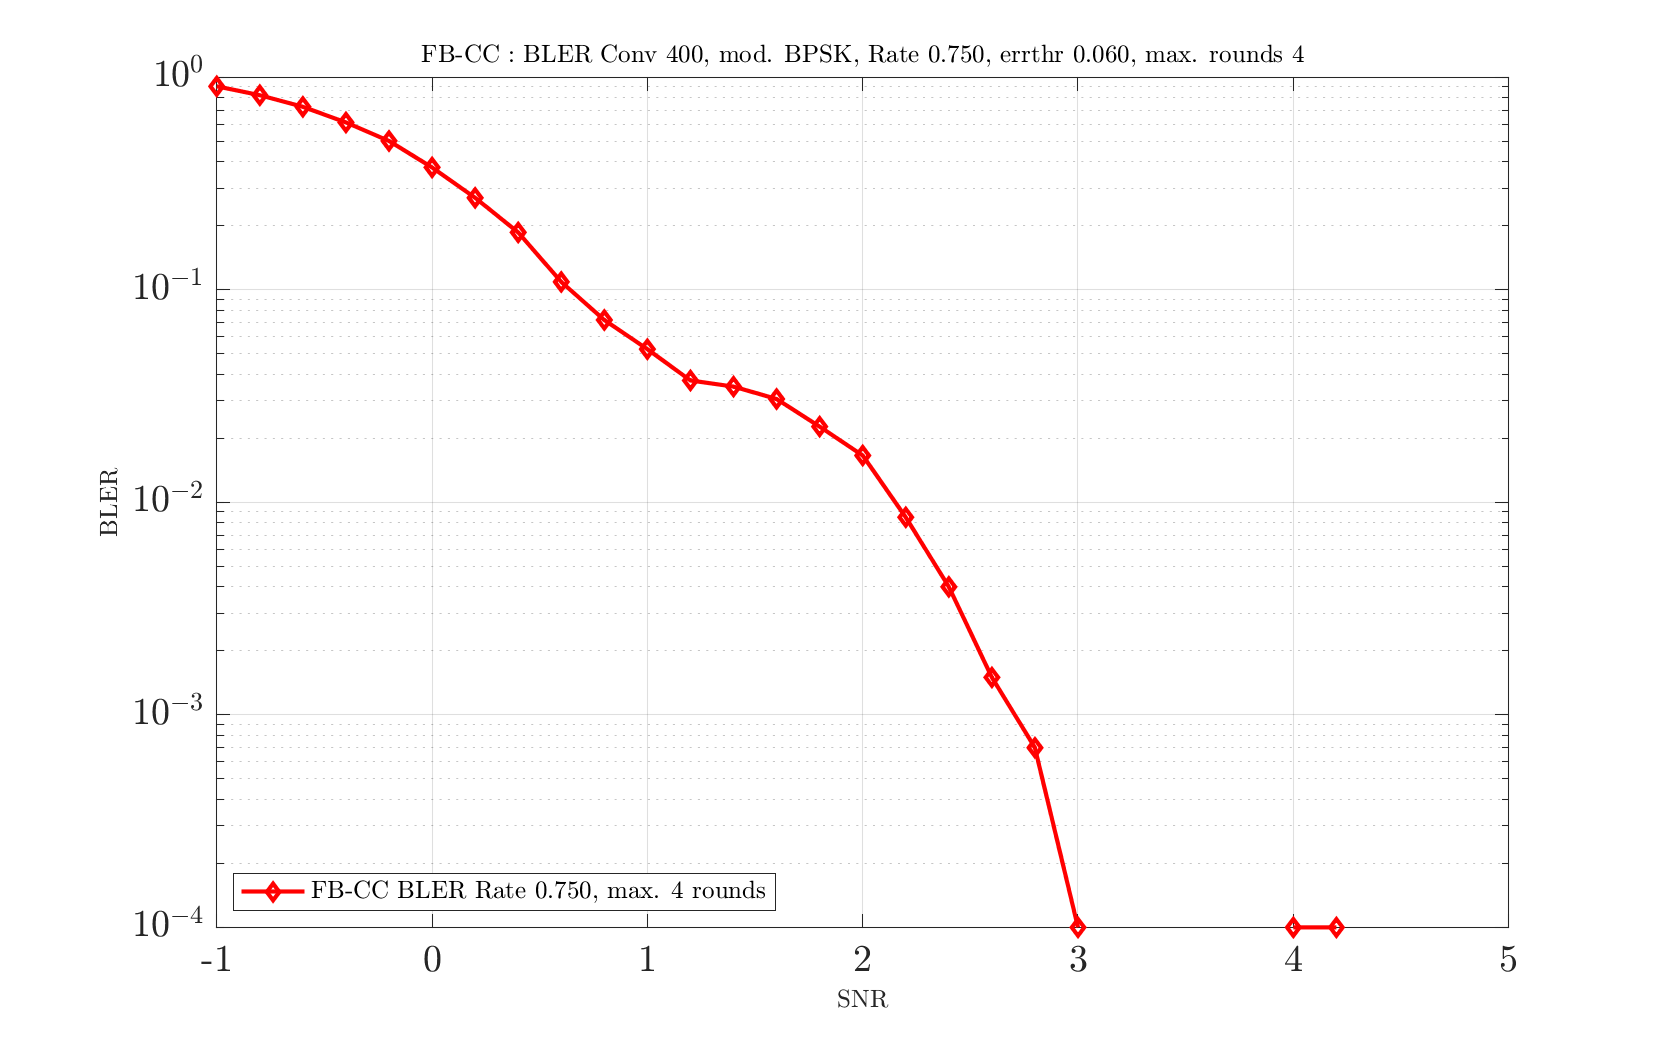 FB-CC : BLER Conv 400, mod. BPSK, Rate 0.750, errthr 0.060, max. rounds 4
10^0
10^-1
10^-2
10^-3
10^-4
BLER
FB-CC BLER Rate 0.750, max. 4 rounds
-1 0 1 2 3 4 5
SNR